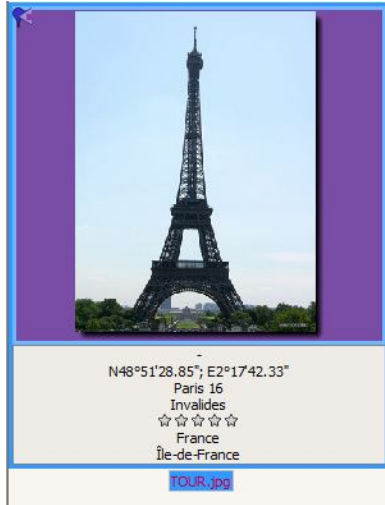 -
N48°51'28.85"; E2°17'42.33"
Paris 16
Invalides
France
Île-de-France
TOUR.jpg